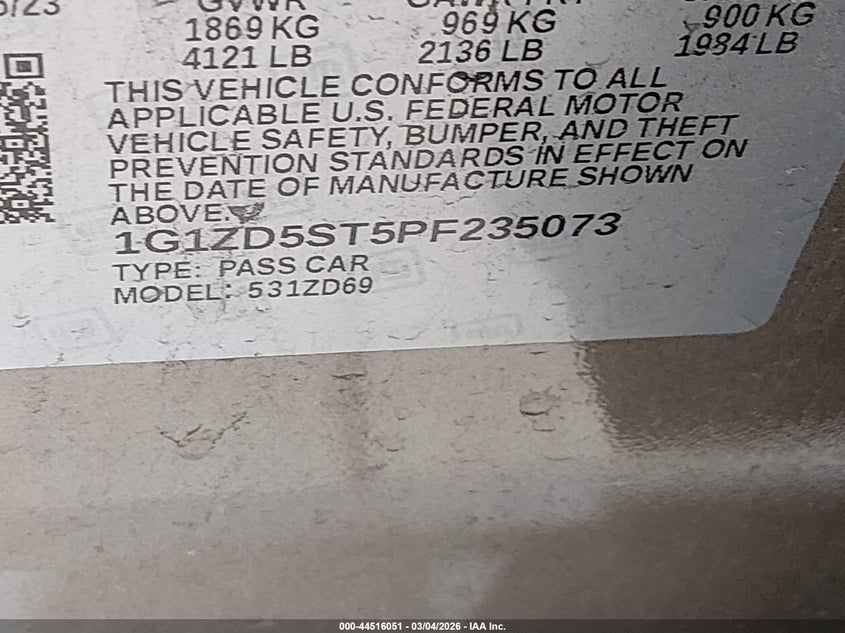 GVWR
1869 KG 969 KG 900 KG
4121 LB 2136 LB 1984 LB
THIS VEHICLE CONFORMS TO ALL
APPLICABLE U.S. FEDERAL MOTOR
VEHICLE SAFETY, BUMPER, AND THEFT
PREVENTION STANDARDS IN EFFECT ON
THE DATE OF MANUFACTURE SHOWN
ABOVE.
1G1ZD5ST5PF235073
TYPE: PASS CAR
MODEL: 531ZD69
000-44516051 - 03/04/2026 - IAA Inc.